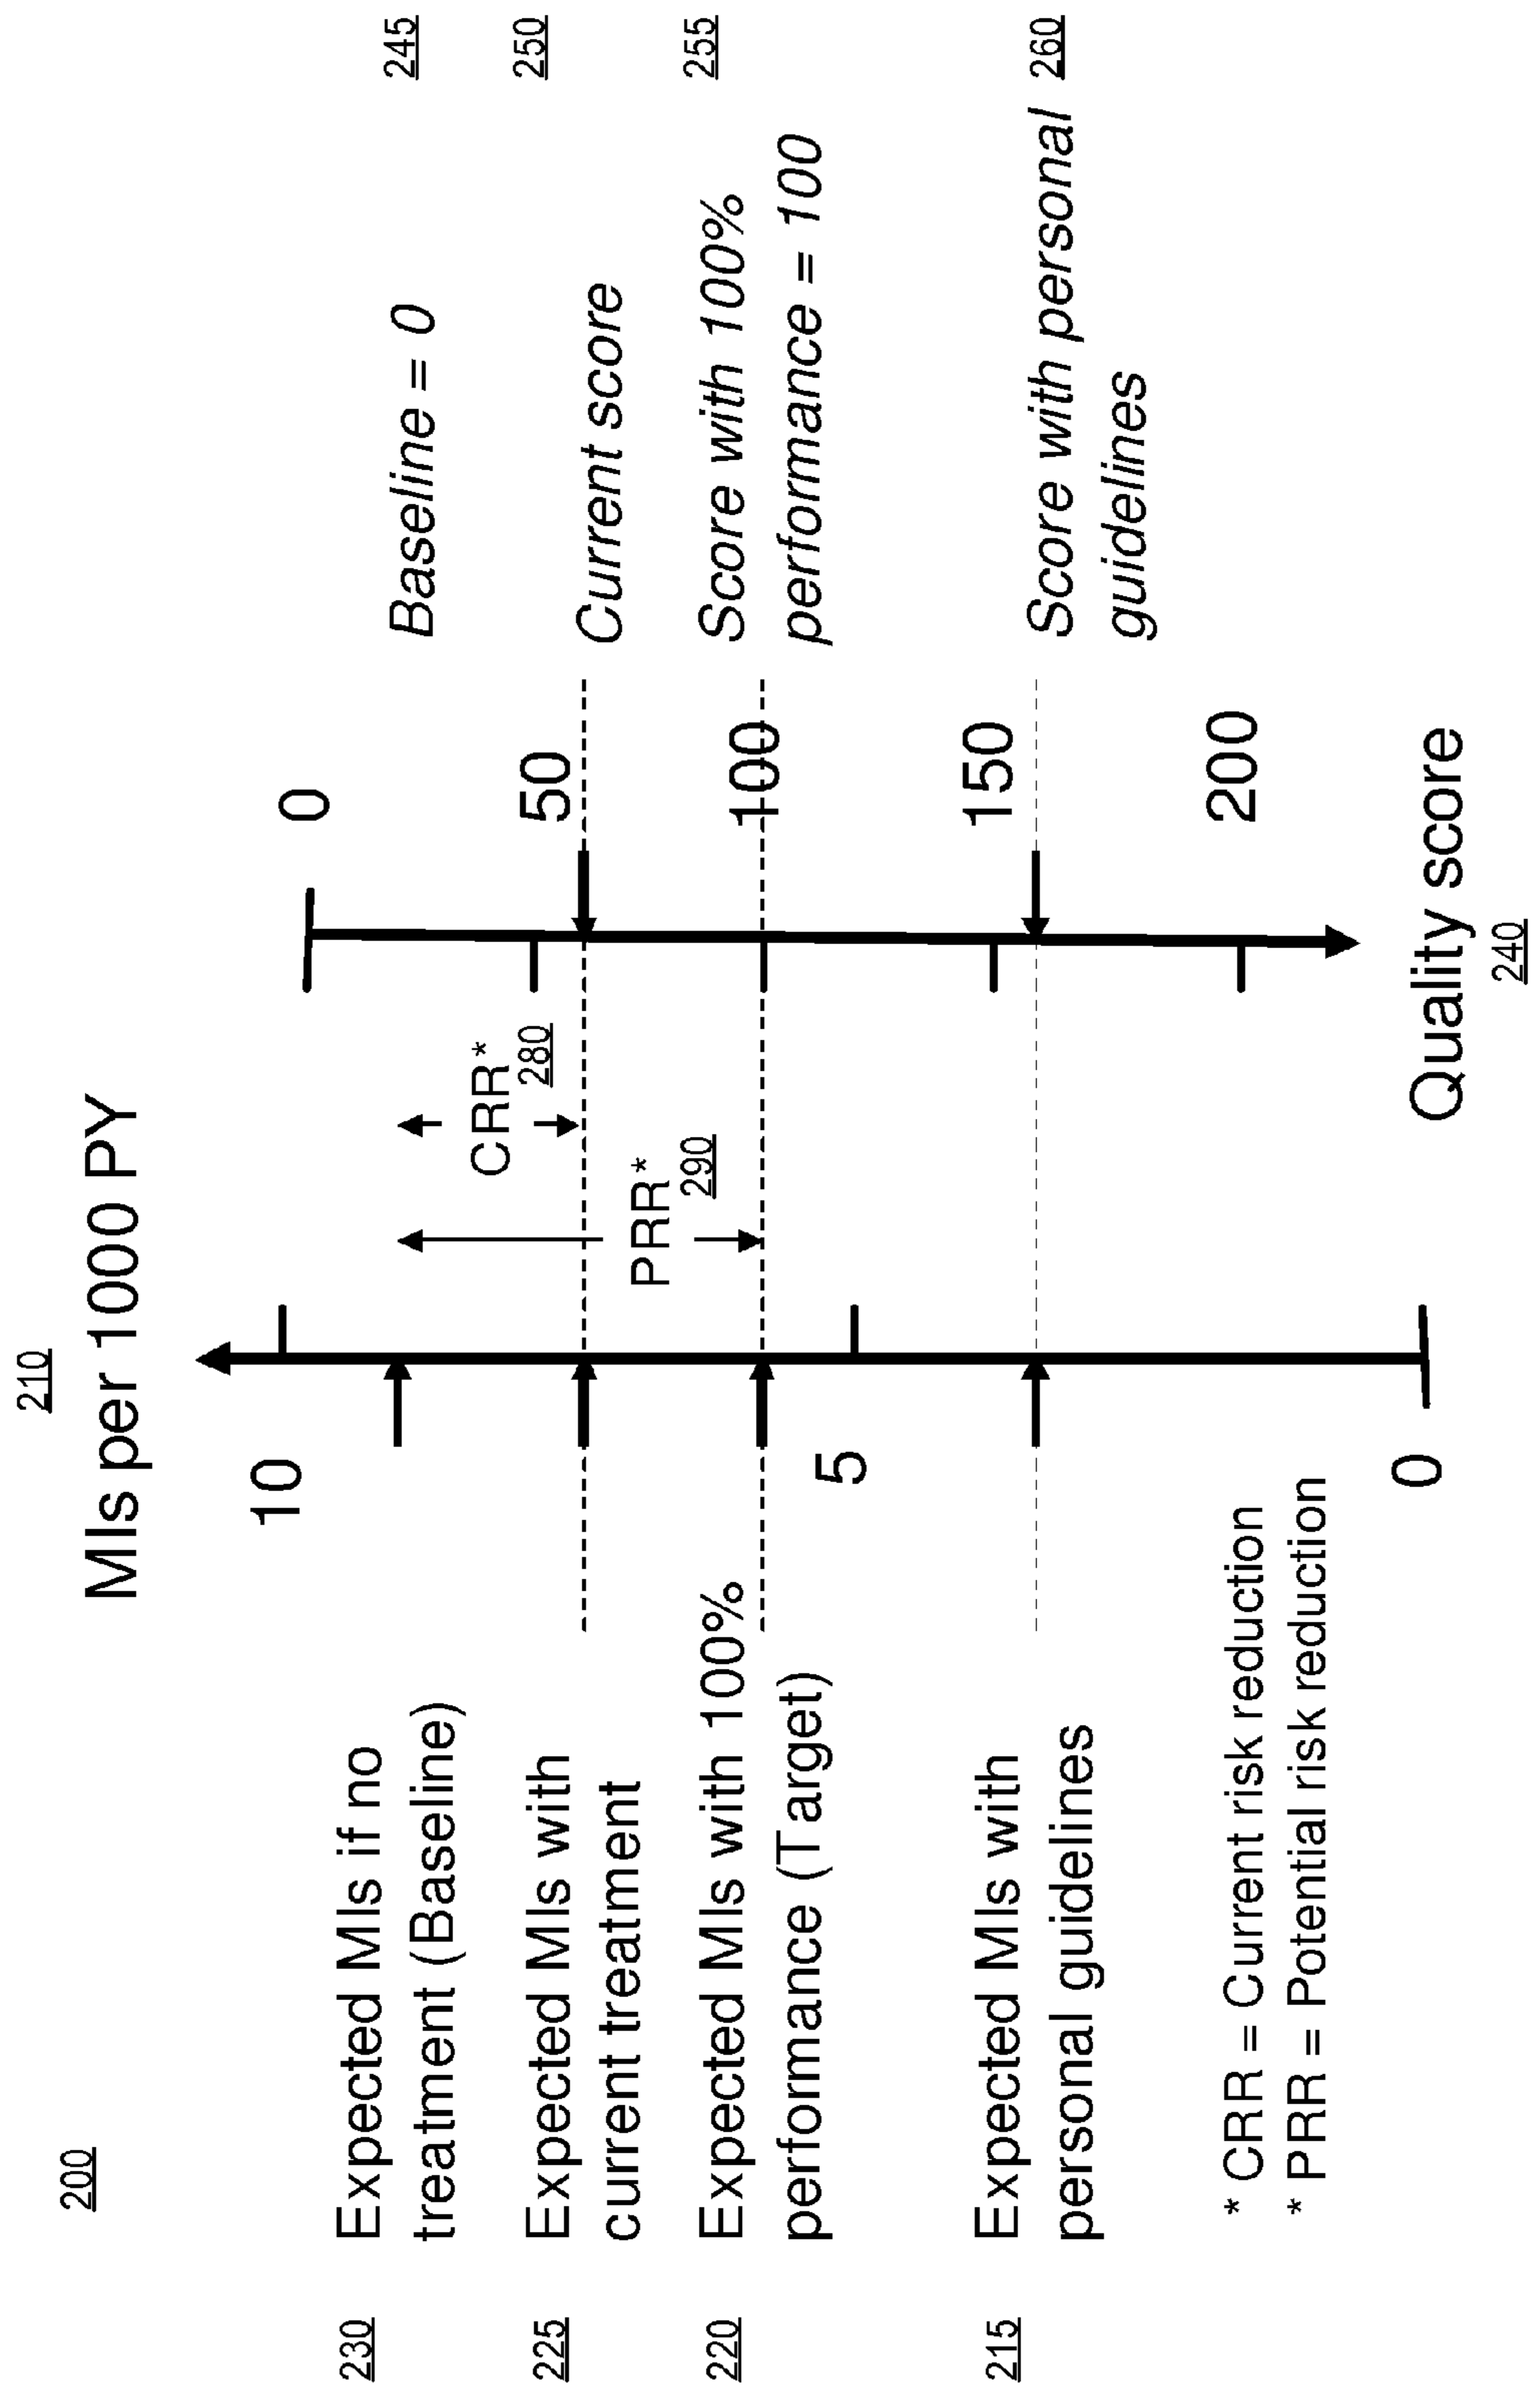 200
210
MIs per 1000 PY
230
Expected MIs if no
treatment (Baseline)
225
Expected MIs with
current treatment
220
Expected MIs with 100%
performance (Target)
215
Expected MIs with
personal guidelines
* CRR = Current risk reduction
* PRR = Potential risk reduction
10
5
0
CRR*
280
PRR*
290
0
50
100
150
200
Quality score
240
Baseline = 0
245
Current score
250
Score with 100%
performance = 100
255
Score with personal
guidelines
260